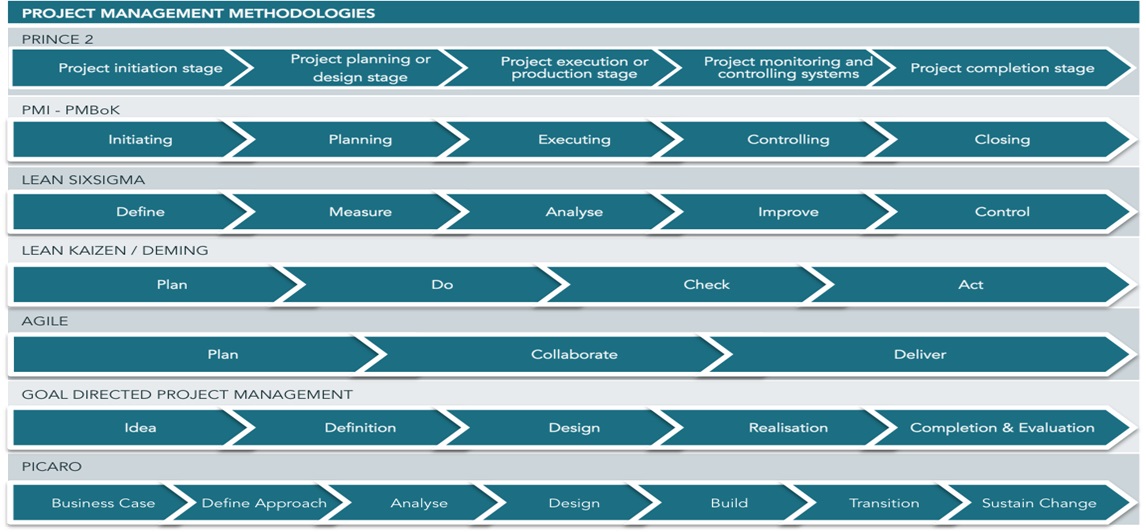 PROJECT MANAGEMENT METHODOLOGIES
PRINCE 2
Project initiation stage
Project planning or
design stage
Project execution or
production stage
Project monitoring and
controlling systems
Project completion stage
PMI - PMBoK
Initiating
Planning
Executing
Controlling
Closing
LEAN SIXSIGMA
Define
Measure
Analyse
Improve
Control
LEAN KAIZEN / DEMING
Plan
Do
Check
Act
AGILE
Plan
Collaborate
Deliver
GOAL DIRECTED PROJECT MANAGEMENT
Idea
Definition
Design
Realisation
Completion & Evaluation
PICARO
Business Case
Define Approach
Analyse
Design
Build
Transition
Sustain Change